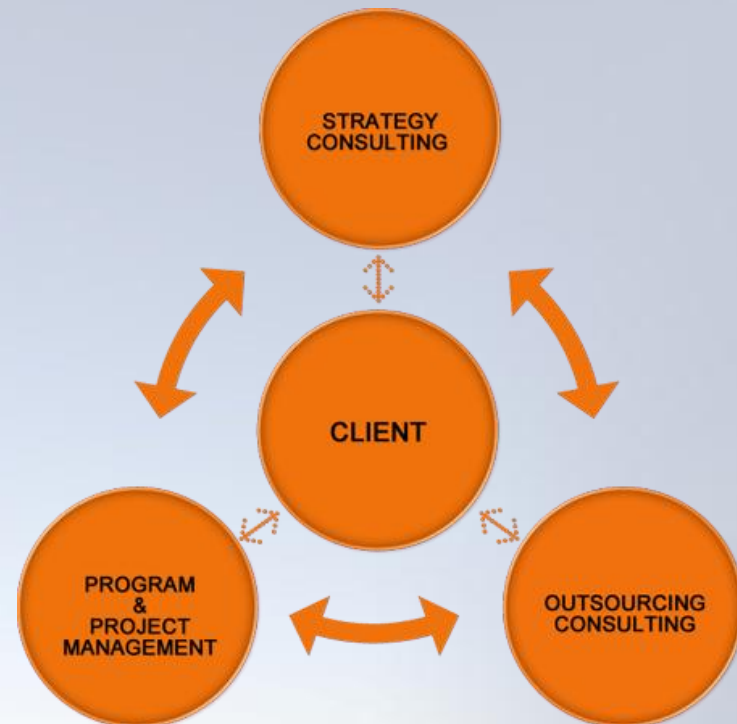 STRATEGY
CONSULTING
CLIENT
PROGRAM
&
PROJECT
MANAGEMENT
OUTSOURCING
CONSULTING